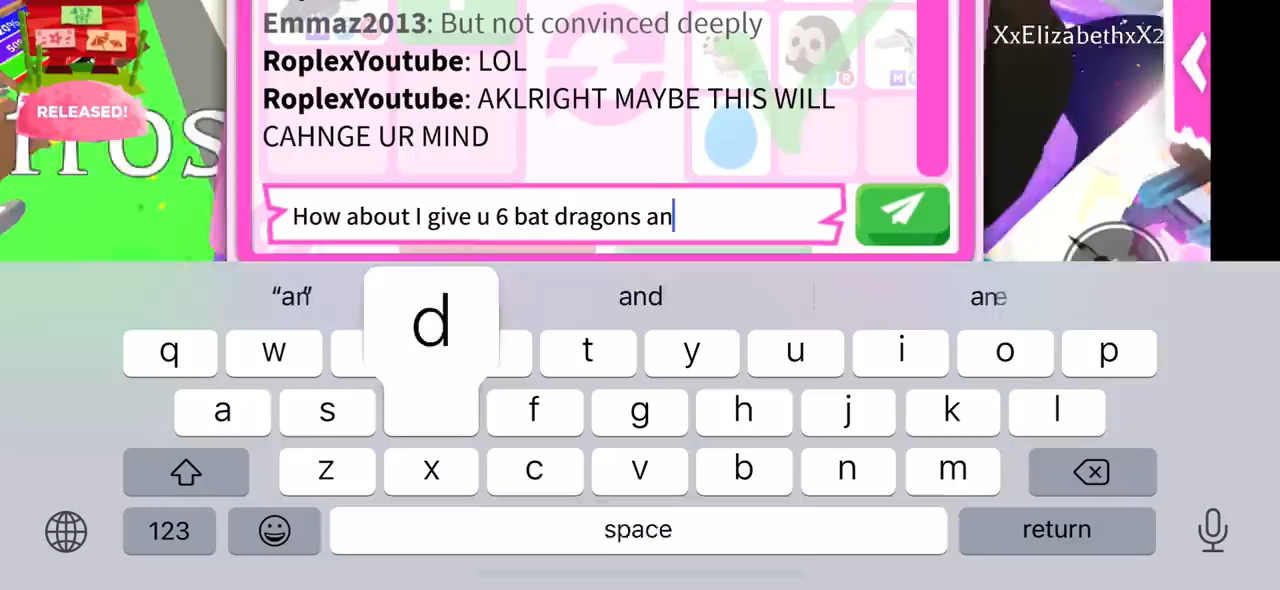 Emmaz2013: But not convinced deeply
RoplexYoutube: LOL
XxElizabethxX2
RoplexYoutube: AKLRIGHT MAYBE THIS WILL
CAHNGE UR MIND
RELEASED!
How about I give u 6 bat dragons an
“an” and ane
d
q w t y u i o p
a s f g h j k l
z x c v b n m
123 space return